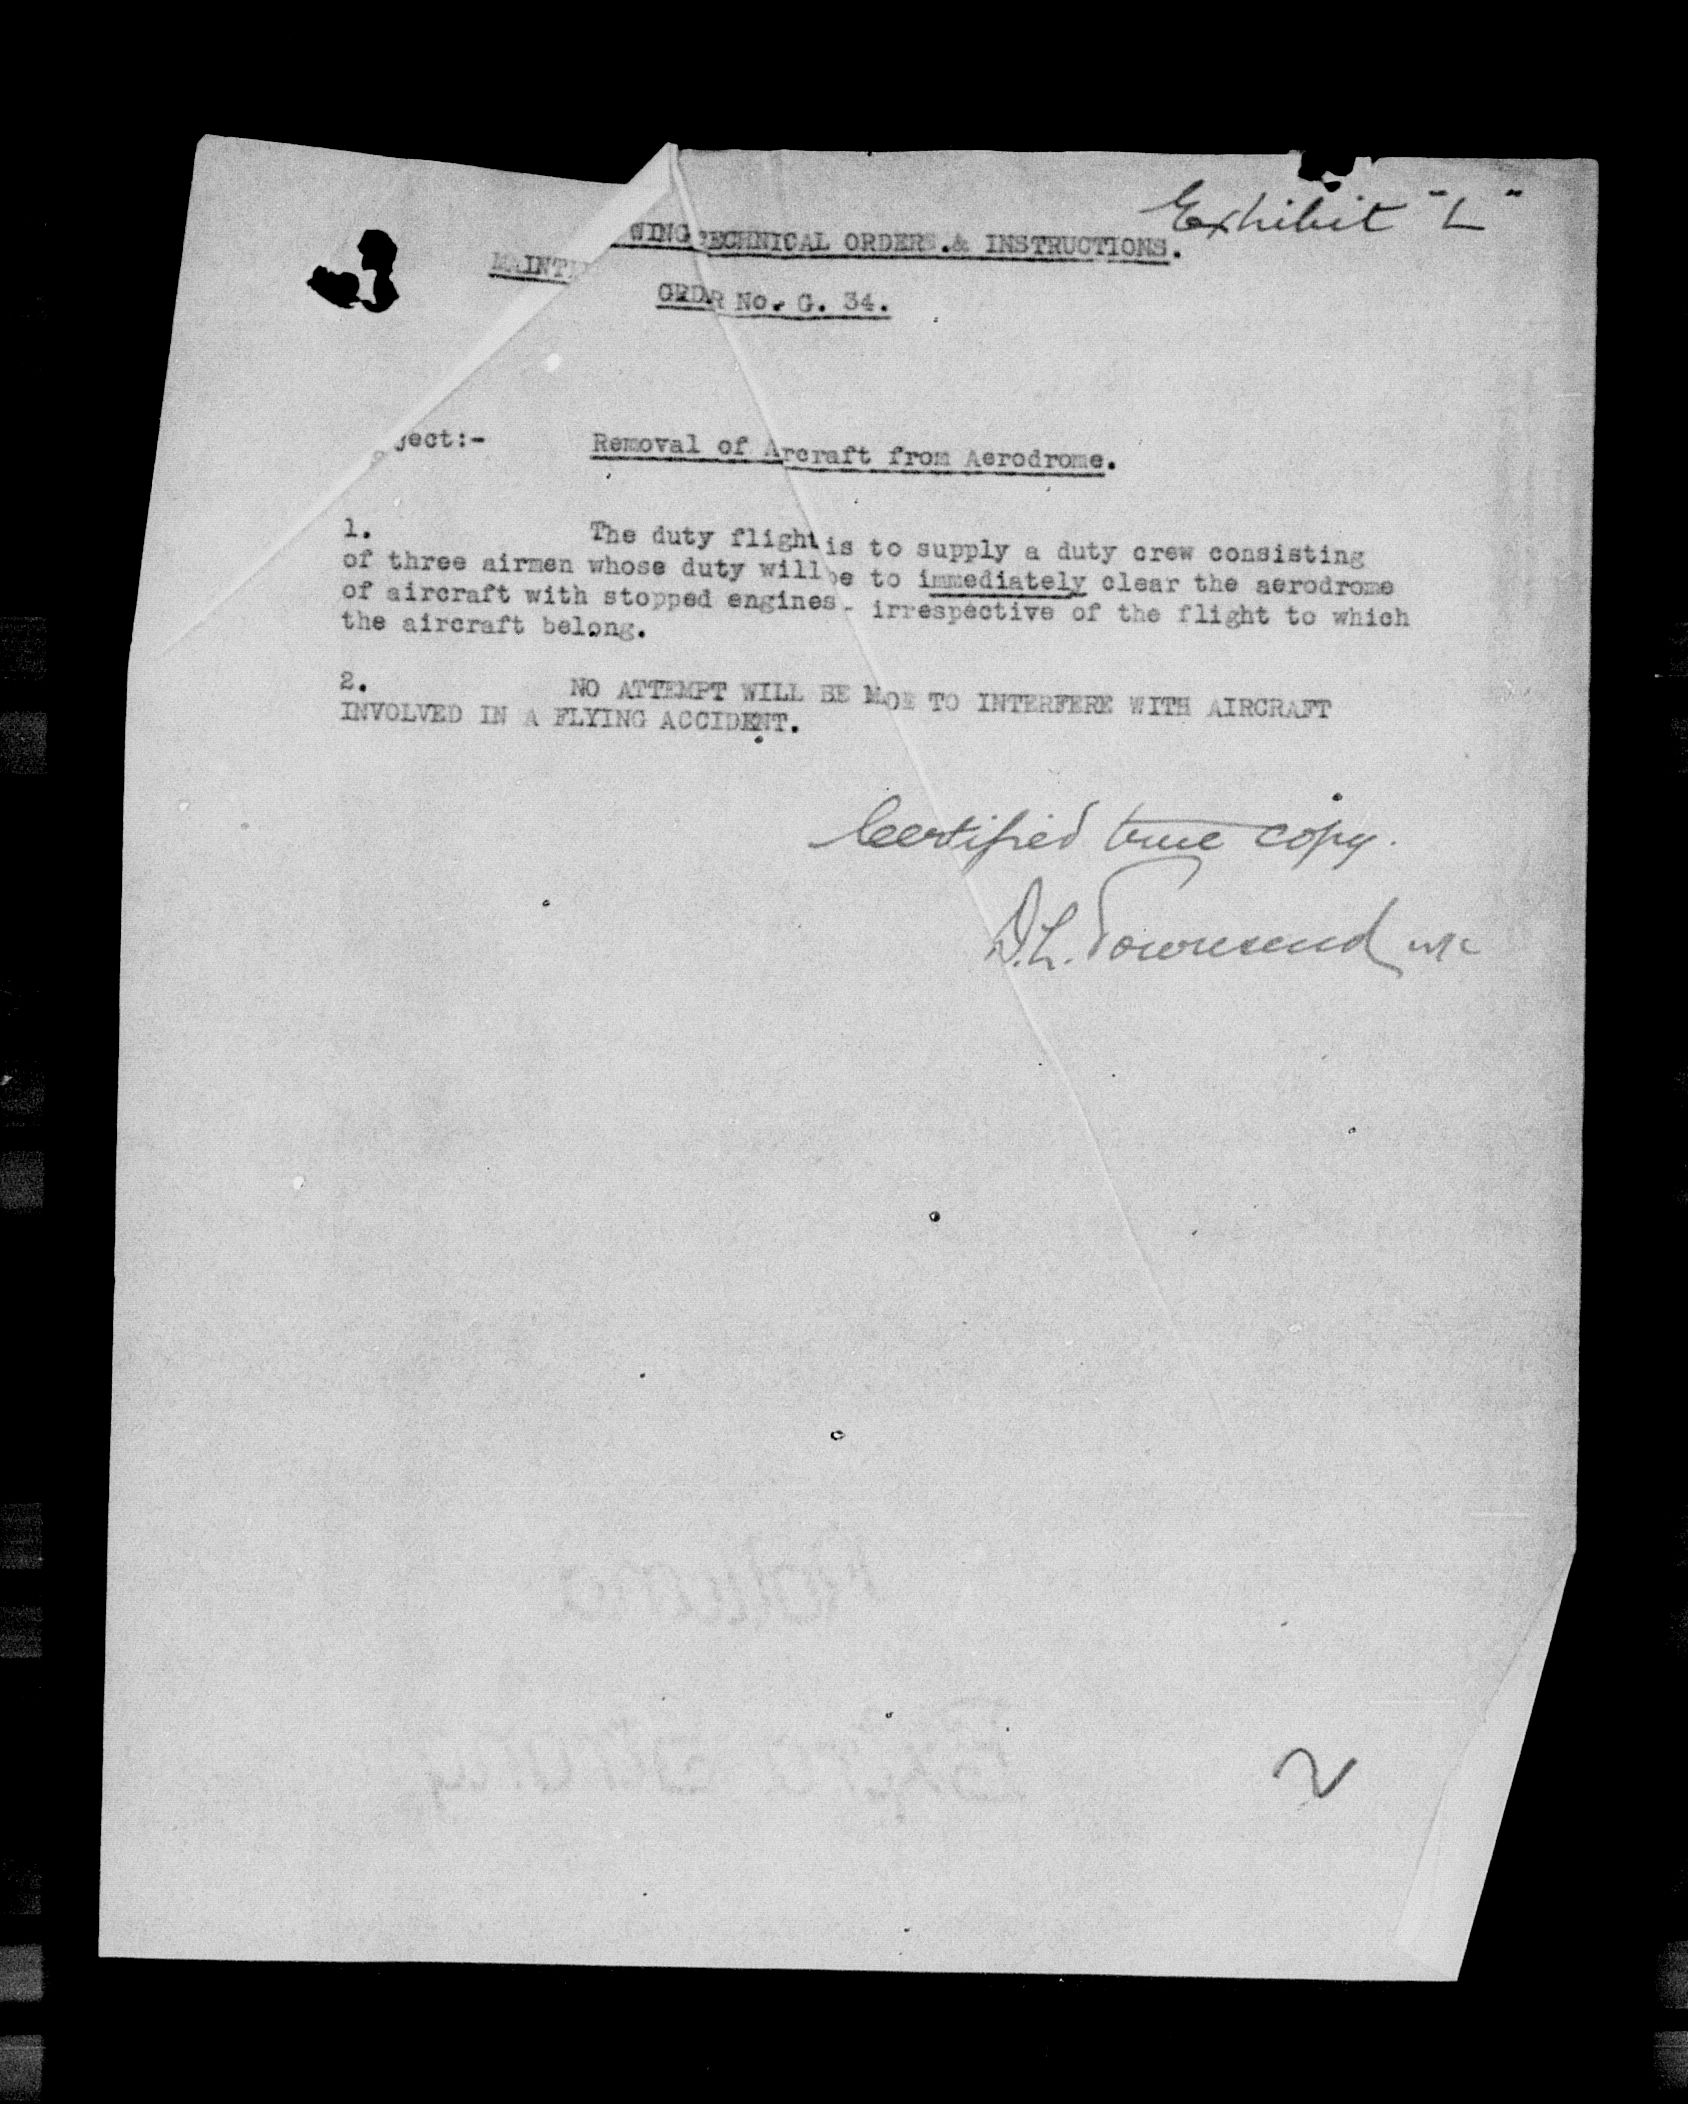 Exhibit "L"
WING TECHNICAL ORDERS.& INSTRUCTIONS.
MAINT
ORDR No. G. 34.
ject:- Removal of Arcraft from Aerodrome.
1. The duty flight is to supply a duty crew consisting
of three airmen whose duty will be to immediately clear the aerodrome
of aircraft with stopped engines - irrespective of the flight to which
the aircraft belong.
2. NO ATTEMPT WILL BE MADE TO INTERFERE WITH AIRCRAFT
INVOLVED IN A FLYING ACCIDENT.
Certified true copy.
D.L. Townsend
2